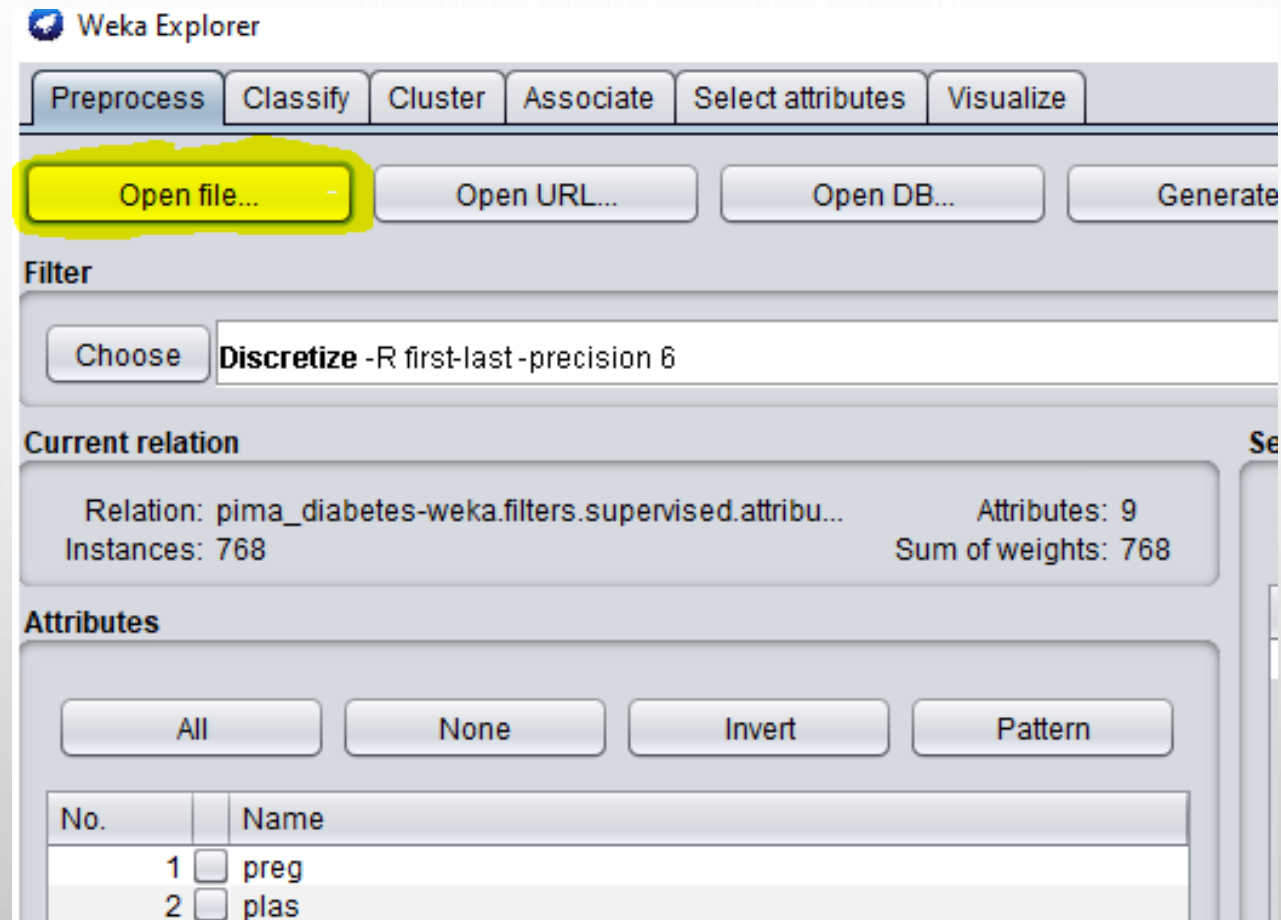 Weka Explorer
Preprocess Classify Cluster Associate Select attributes Visualize
Open file... Open URL... Open DB... Generate
Filter
Choose Discretize -R first-last -precision 6
Current relation Se
Relation: pima_diabetes-weka.filters.supervised.attribu... Attributes: 9
Instances: 768 Sum of weights: 768
Attributes
All None Invert Pattern
No. Name
1 preg
2 plas